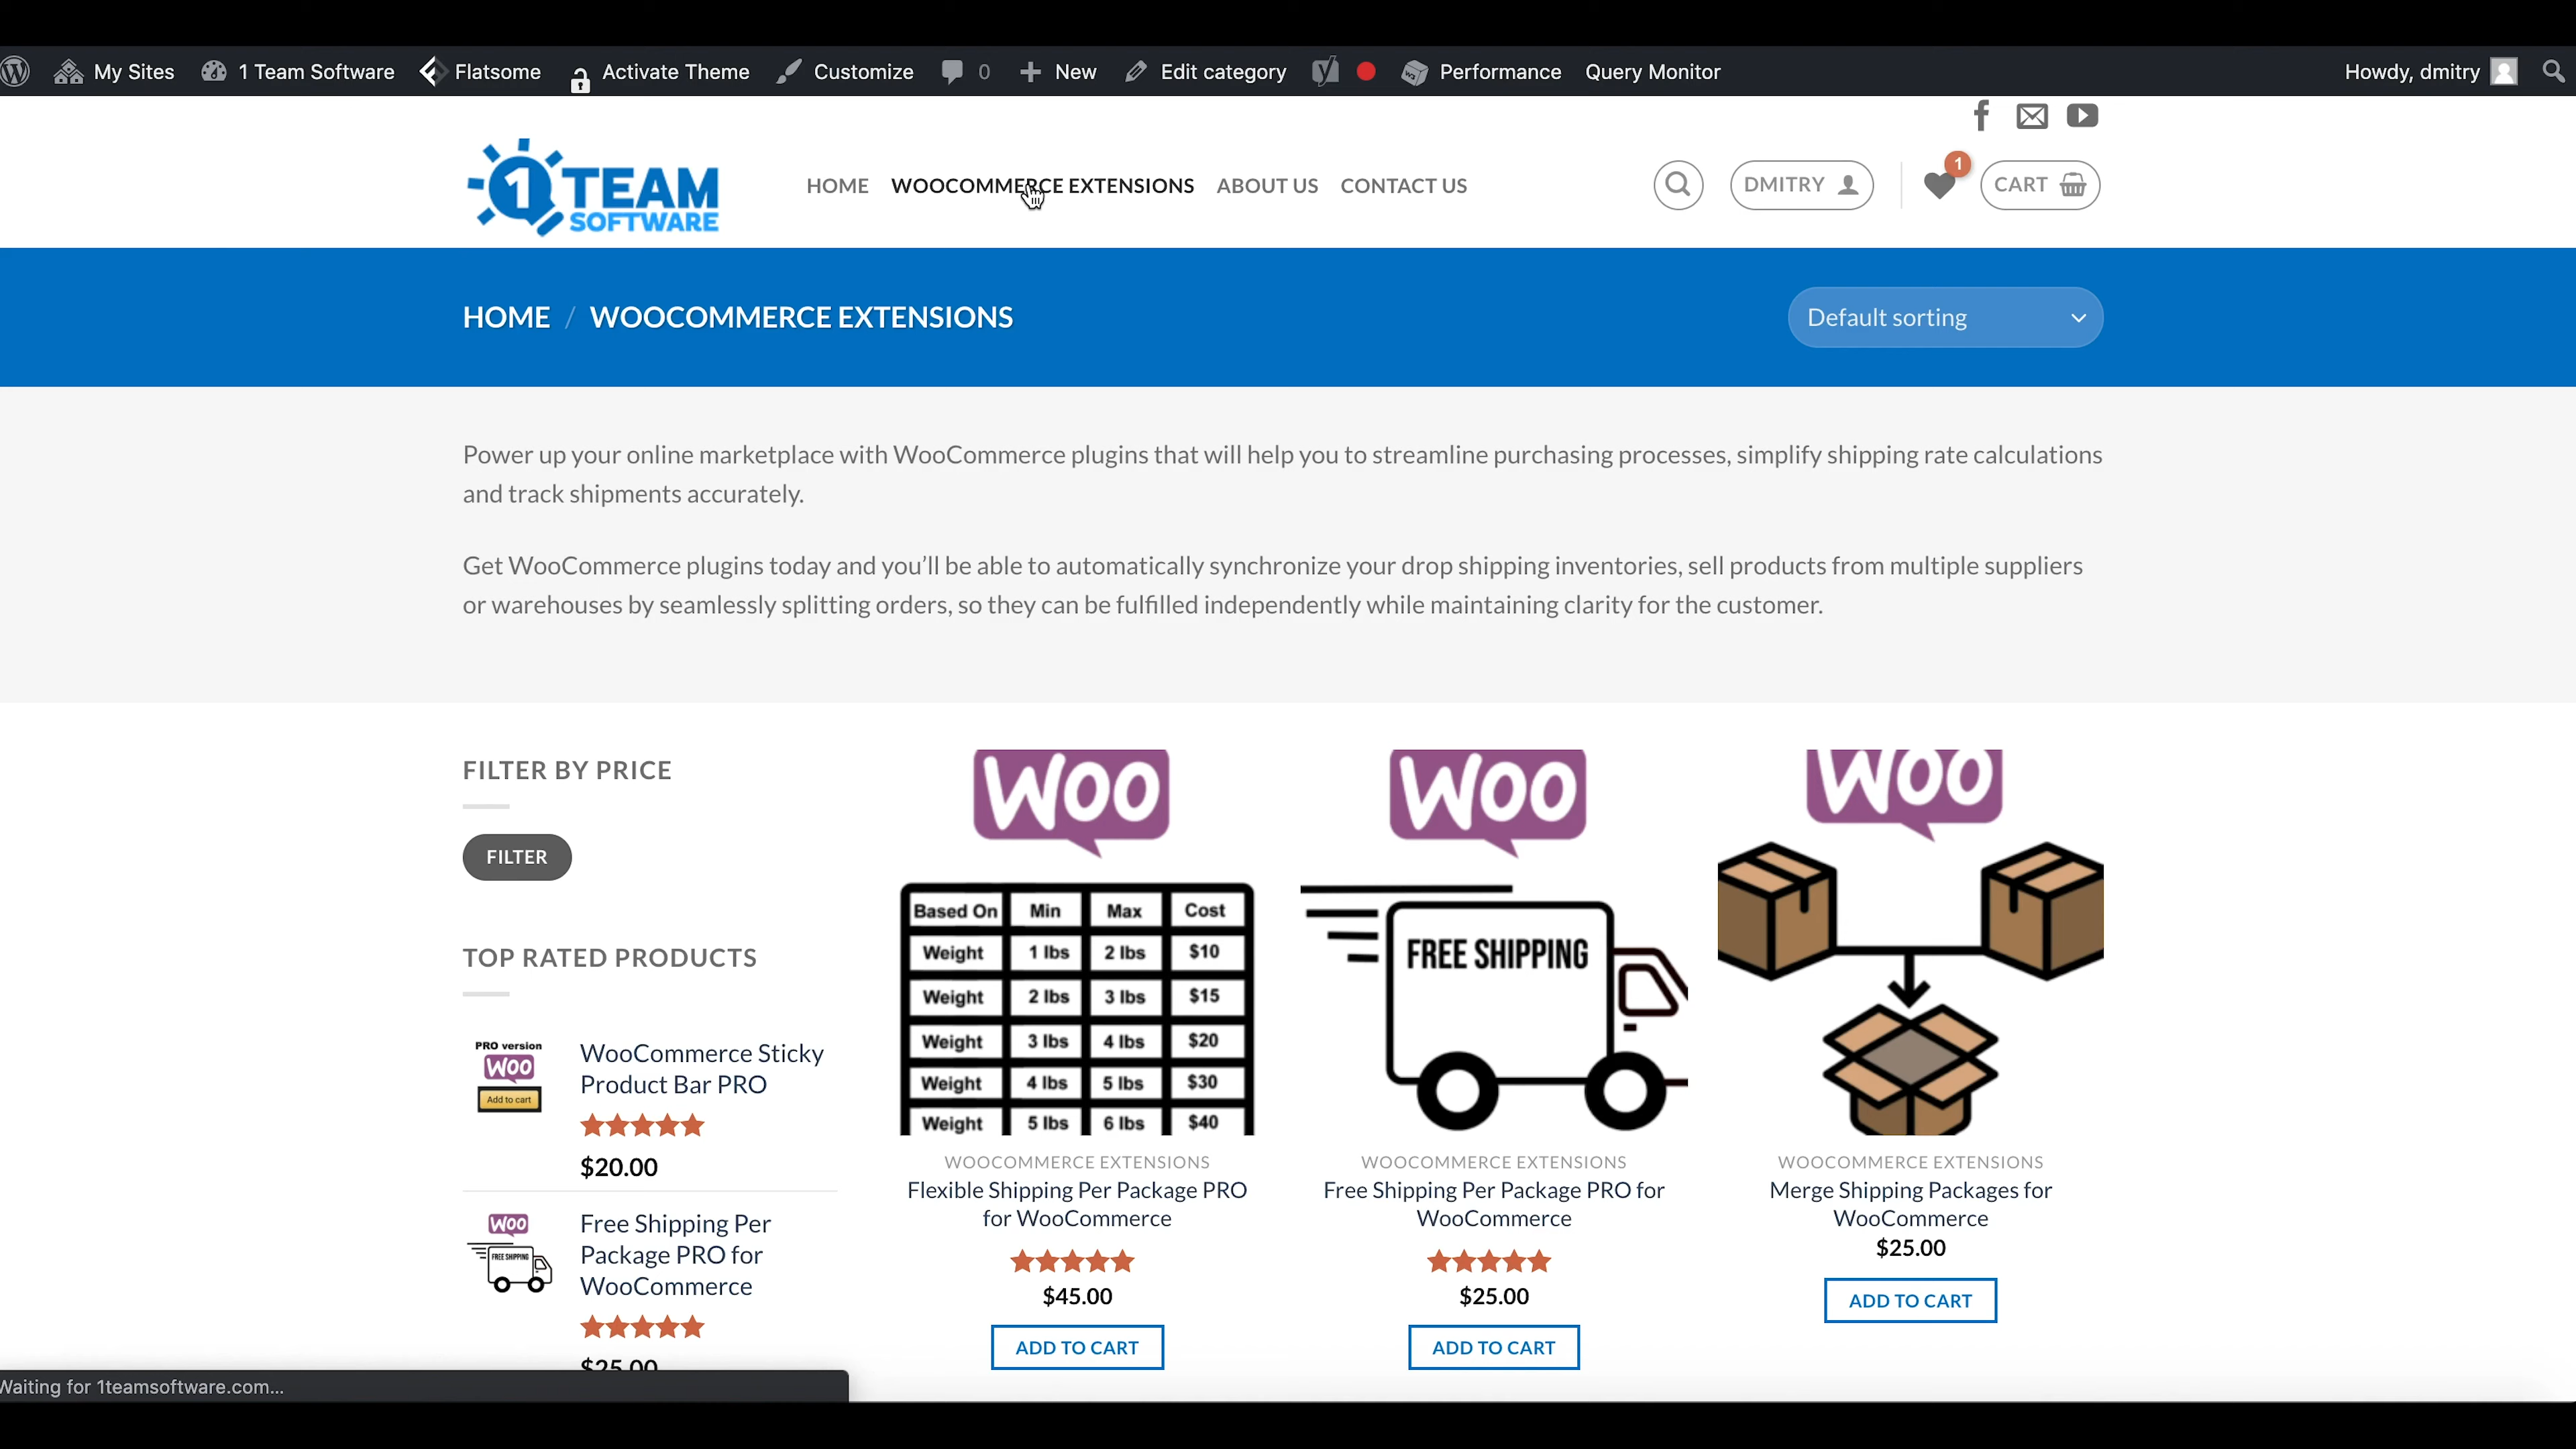 My Sites 1 Team Software Flatsome Activate Theme Customize 0 New Edit category Performance Query Monitor Howdy, dmitry
1 TEAM
SOFTWARE
HOME WOOCOMMERCE EXTENSIONS ABOUT US CONTACT US DMITRY 1 CART
HOME / WOOCOMMERCE EXTENSIONS Default sorting
Power up your online marketplace with WooCommerce plugins that will help you to streamline purchasing processes, simplify shipping rate calculations
and track shipments accurately.
Get WooCommerce plugins today and you'll be able to automatically synchronize your drop shipping inventories, sell products from multiple suppliers
or warehouses by seamlessly splitting orders, so they can be fulfilled independently while maintaining clarity for the customer.
FILTER BY PRICE
FILTER
TOP RATED PRODUCTS
PRO version
WOO
Add to cart
WooCommerce Sticky
Product Bar PRO
$20.00
WOO
FREE SHIPPING
Free Shipping Per
Package PRO for
WooCommerce
$25.00
WOO
Based On Min Max Cost
Weight 1 lbs 2 lbs $10
Weight 2 lbs 3 lbs $15
Weight 3 lbs 4 lbs $20
Weight 4 lbs 5 lbs $30
Weight 5 lbs 6 lbs $40
WOOCOMMERCE EXTENSIONS
Flexible Shipping Per Package PRO
for WooCommerce
$45.00
ADD TO CART
WOO
FREE SHIPPING
WOOCOMMERCE EXTENSIONS
Free Shipping Per Package PRO for
WooCommerce
$25.00
ADD TO CART
WOO
WOOCOMMERCE EXTENSIONS
Merge Shipping Packages for
WooCommerce
$25.00
ADD TO CART
Waiting for 1teamsoftware.com...